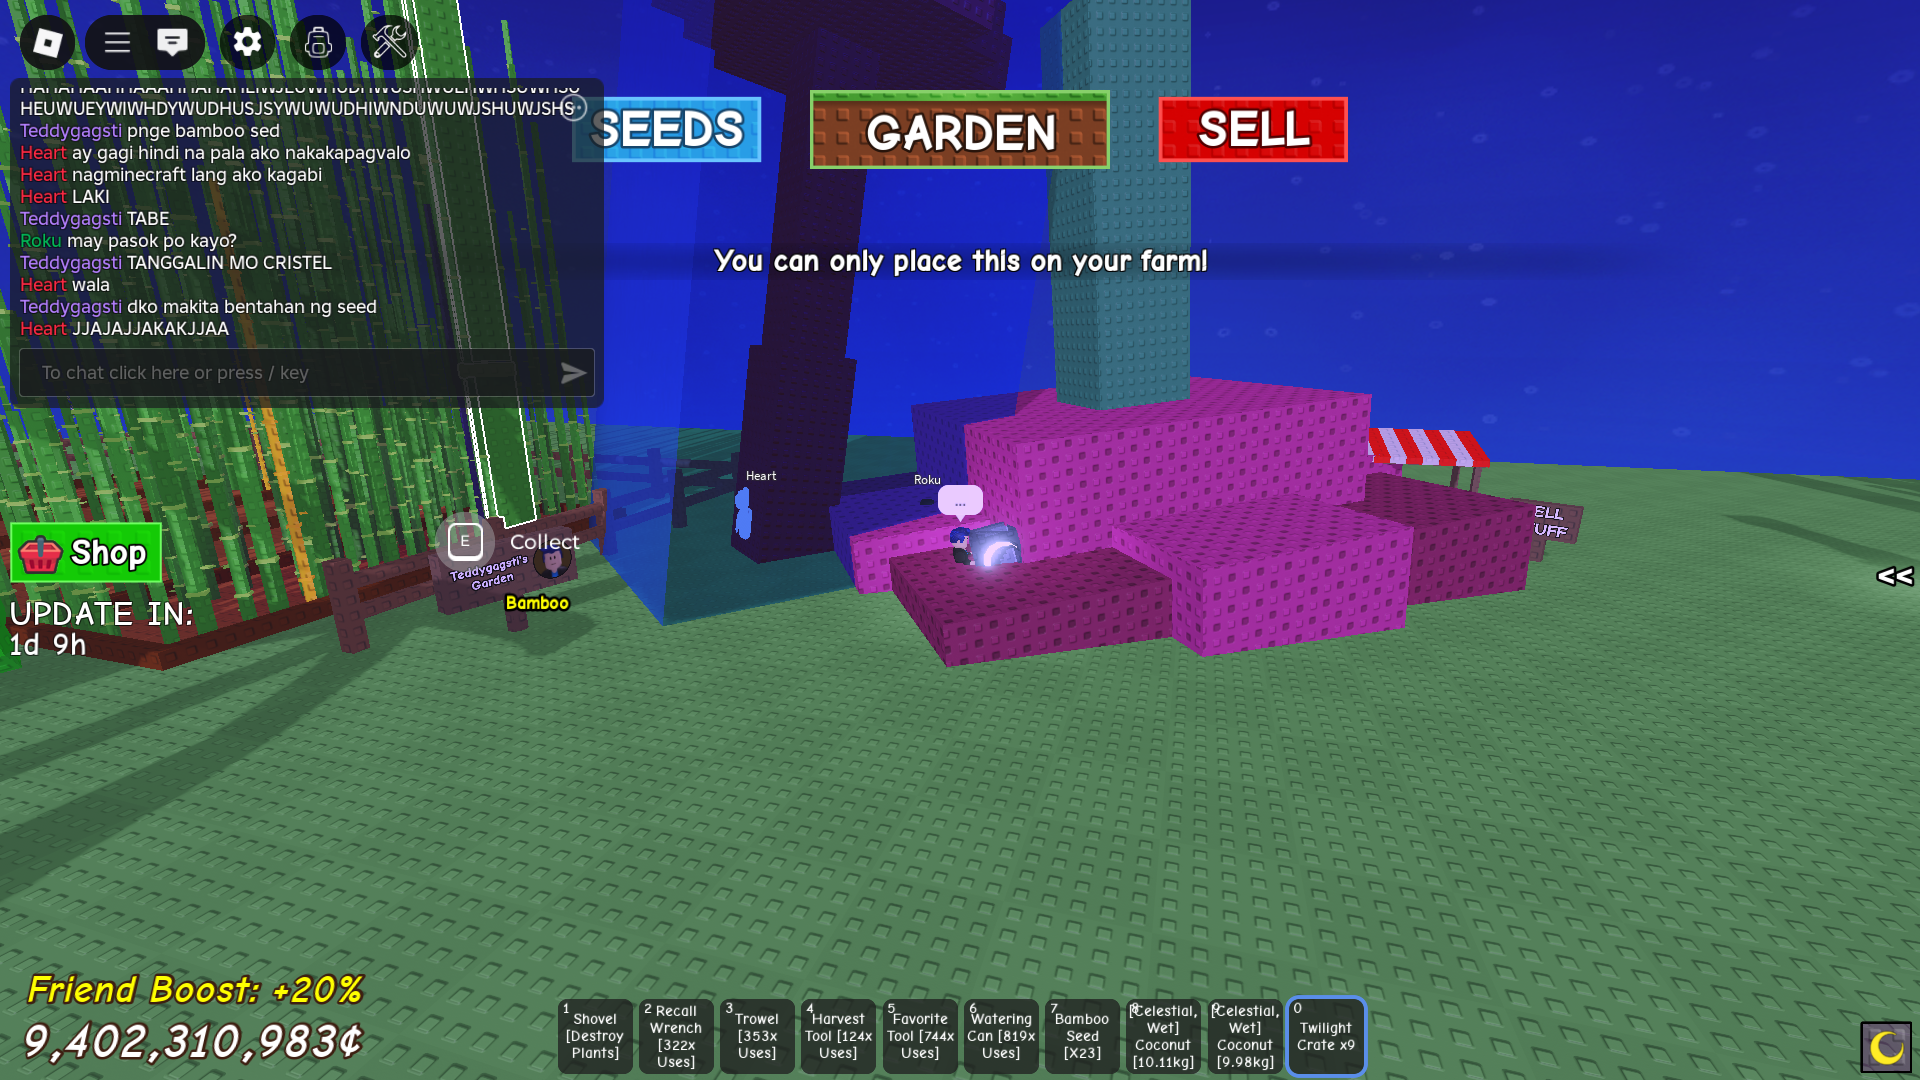 HEUWUEYWIWHDYWUDHUSJSYWUWUDHIWNDUWUWJSHUWJSHS
Teddygagsti pnge bamboo sed
Heart ay gagi hindi na pala ako nakakapagvalo
Heart nagminecraft lang ako kagabi
Heart LAKI
Teddygagsti TABE
Roku may pasok po kayo?
Teddygagsti TANGGALIN MO CRISTEL
Heart wala
Teddygagsti dko makita bentahan ng seed
Heart JJAJAJJAKAKJJAA
To chat click here or press / key
SEEDS
GARDEN
SELL
You can only place this on your farm!
Heart
Roku
...
ELL
UFF
E
Collect
Teddygagsti's
Garden
Bamboo
Shop
UPDATE IN:
1d 9h
<<
Friend Boost: +20%
9,402,310,983¢
1
Shovel
[Destroy
Plants]
2
Recall
Wrench
[322x
Uses]
3
Trowel
[353x
Uses]
4
Harvest
Tool [124x
Uses]
5
Favorite
Tool [744x
Uses]
6
Watering
Can [819x
Uses]
7
Bamboo
Seed
[X23]
8
[Celestial,
Wet]
Coconut
[10.11kg]
9
[Celestial,
Wet]
Coconut
[9.98kg]
0
Twilight
Crate x9